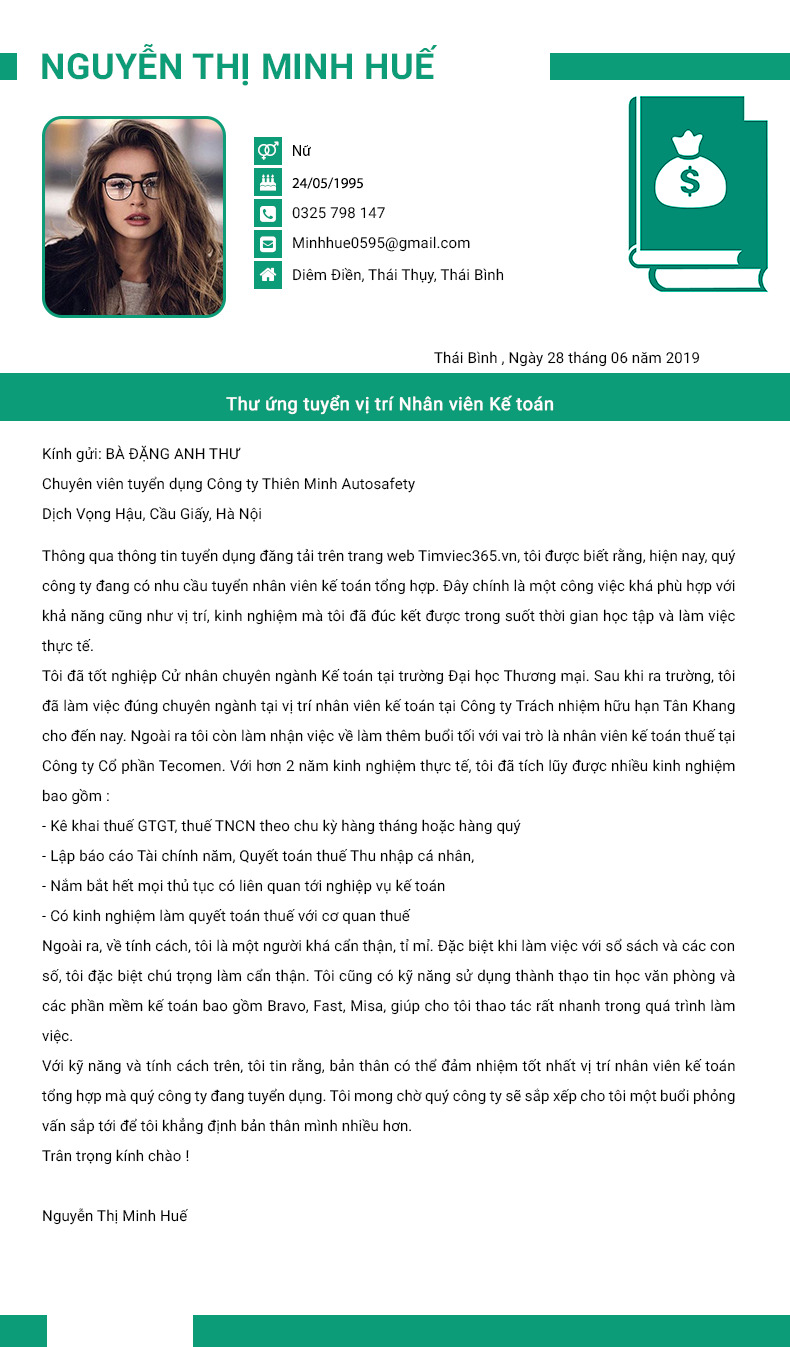 NGUYỄN THỊ MINH HUẾ
Nữ
24/05/1995
0325 798 147
Minhhue0595@gmail.com
Diêm Điền, Thái Thụy, Thái Bình
$
Thái Bình , Ngày 28 tháng 06 năm 2019
Thư ứng tuyển vị trí Nhân viên Kế toán
Kính gửi: BÀ ĐẶNG ANH THƯ
Chuyên viên tuyển dụng Công ty Thiên Minh Autosafety
Dịch Vọng Hậu, Cầu Giấy, Hà Nội
Thông qua thông tin tuyển dụng đăng tải trên trang web Timviec365.vn, tôi được biết rằng, hiện nay, quý
công ty đang có nhu cầu tuyển nhân viên kế toán tổng hợp. Đây chính là một công việc khá phù hợp với
khả năng cũng như vị trí, kinh nghiệm mà tôi đã đúc kết được trong suốt thời gian học tập và làm việc
thực tế.
Tôi đã tốt nghiệp Cử nhân chuyên ngành Kế toán tại trường Đại học Thương mại. Sau khi ra trường, tôi
đã làm việc đúng chuyên ngành tại vị trí nhân viên kế toán tại Công ty Trách nhiệm hữu hạn Tân Khang
cho đến nay. Ngoài ra tôi còn làm nhận việc về làm thêm buổi tối với vai trò là nhân viên kế toán thuế tại
Công ty Cổ phần Tecomen. Với hơn 2 năm kinh nghiệm thực tế, tôi đã tích lũy được nhiều kinh nghiệm
bao gồm :
- Kê khai thuế GTGT, thuế TNCN theo chu kỳ hàng tháng hoặc hàng quý
- Lập báo cáo Tài chính năm, Quyết toán thuế Thu nhập cá nhân,
- Nắm bắt hết mọi thủ tục có liên quan tới nghiệp vụ kế toán
- Có kinh nghiệm làm quyết toán thuế với cơ quan thuế
Ngoài ra, về tính cách, tôi là một người khá cẩn thận, tỉ mỉ. Đặc biệt khi làm việc với sổ sách và các con
số, tôi đặc biệt chú trọng làm cẩn thận. Tôi cũng có kỹ năng sử dụng thành thạo tin học văn phòng và
các phần mềm kế toán bao gồm Bravo, Fast, Misa, giúp cho tôi thao tác rất nhanh trong quá trình làm
việc.
Với kỹ năng và tính cách trên, tôi tin rằng, bản thân có thể đảm nhiệm tốt nhất vị trí nhân viên kế toán
tổng hợp mà quý công ty đang tuyển dụng. Tôi mong chờ quý công ty sẽ sắp xếp cho tôi một buổi phỏng
vấn sắp tới để tôi khẳng định bản thân mình nhiều hơn.
Trân trọng kính chào !
Nguyễn Thị Minh Huế